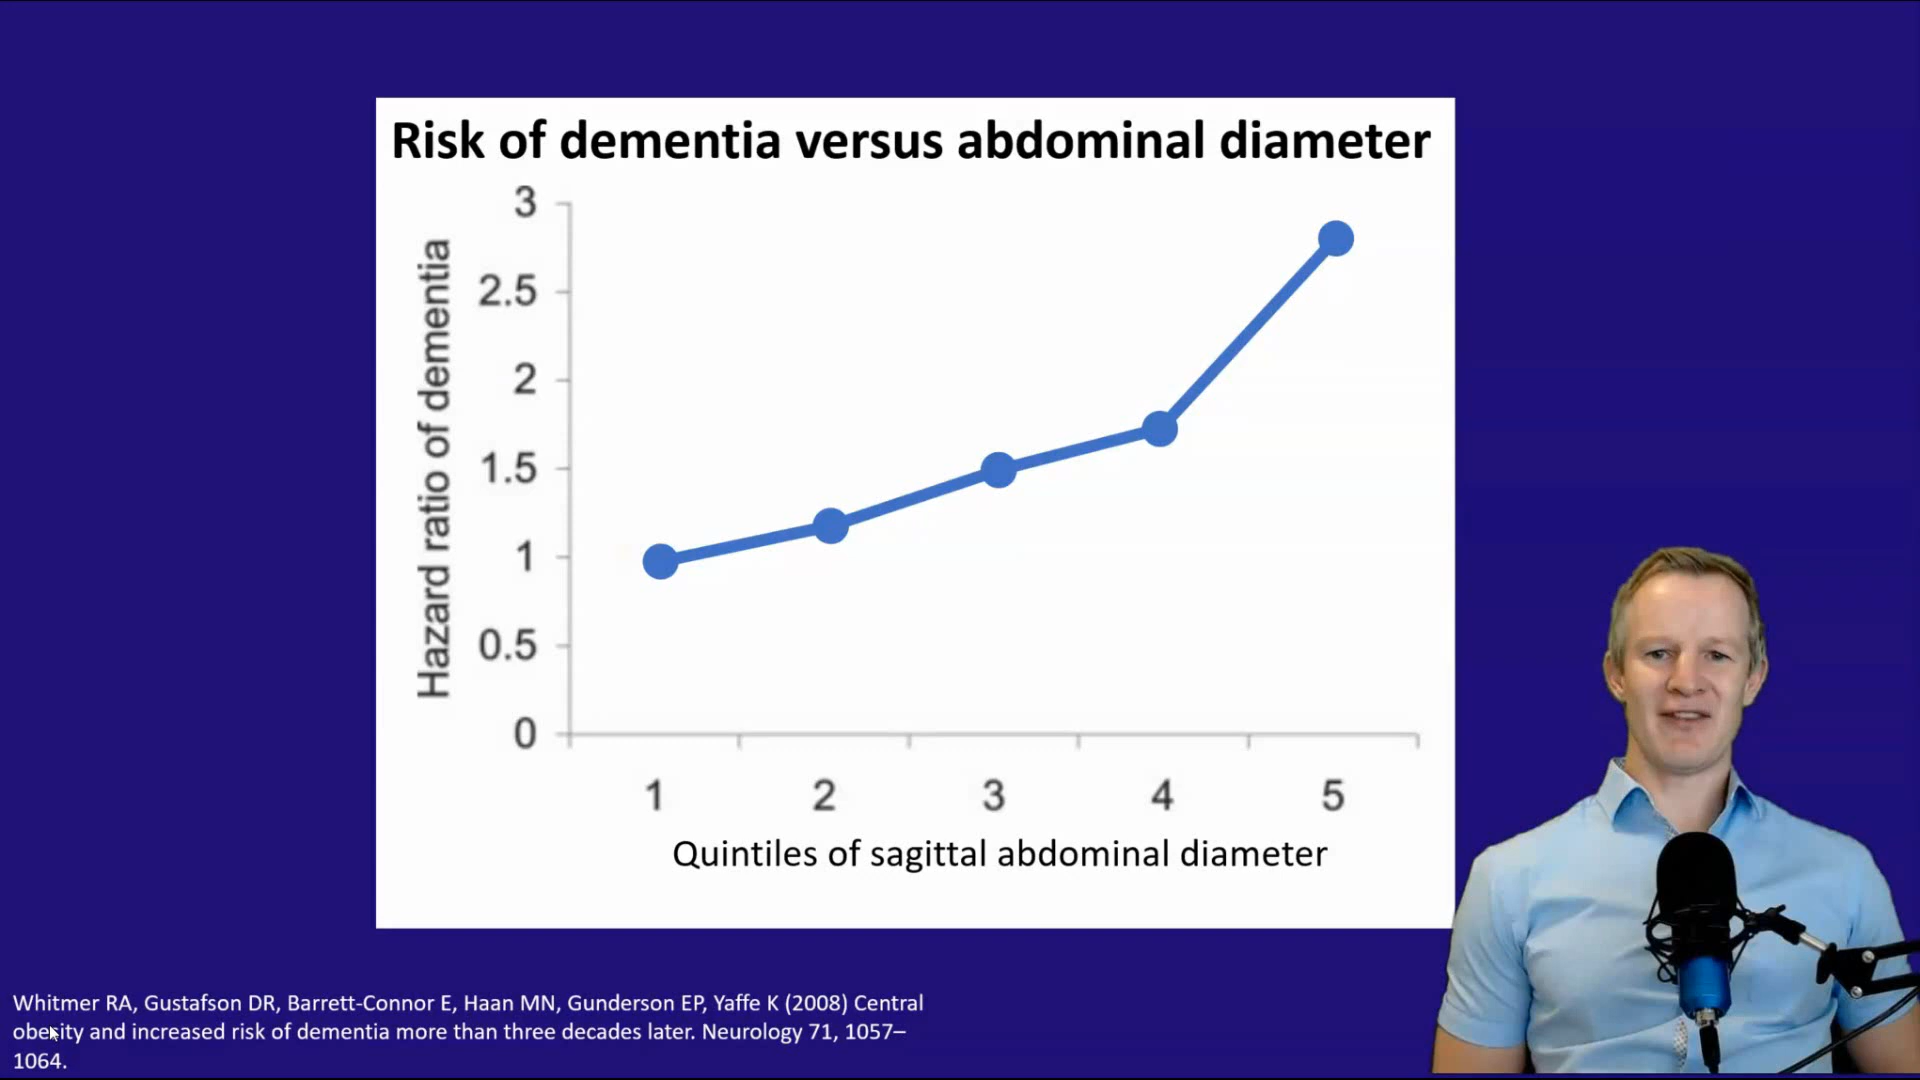 Risk of dementia versus abdominal diameter
3
2.5
2
1.5
1
0.5
0
Hazard ratio of dementia
1 2 3 4 5
Quintiles of sagittal abdominal diameter
Whitmer RA, Gustafson DR, Barrett-Connor E, Haan MN, Gunderson EP, Yaffe K (2008) Central
obesity and increased risk of dementia more than three decades later. Neurology 71, 1057–
1064.